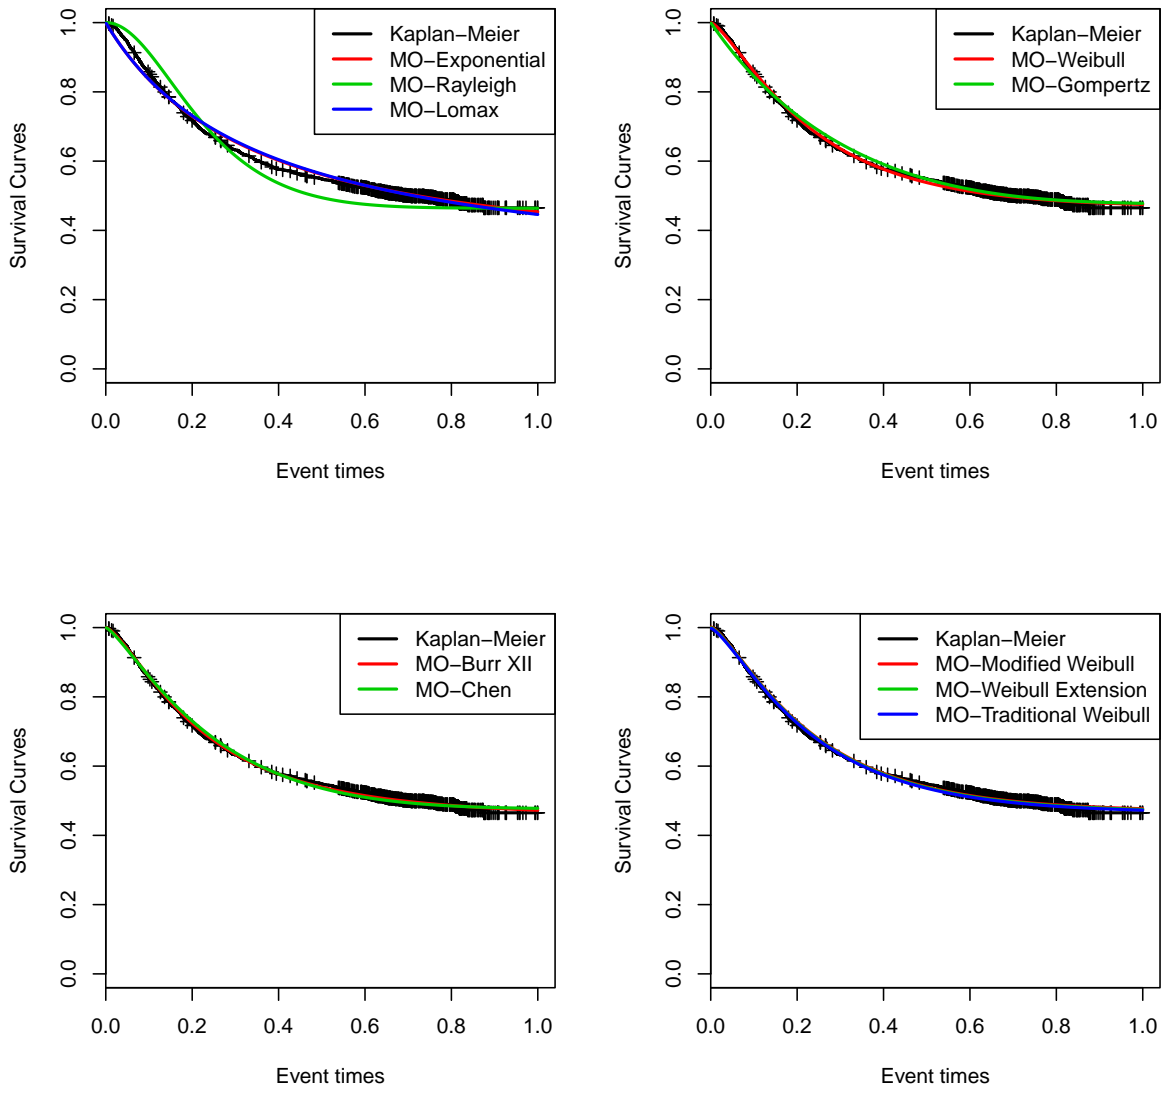 Kaplan−Meier
MO−Exponential
MO−Rayleigh
MO−Lomax
Survival Curves
0.0 0.2 0.4 0.6 0.8 1.0
0.0 0.2 0.4 0.6 0.8 1.0
Event times
Kaplan−Meier
MO−Weibull
MO−Gompertz
Survival Curves
0.0 0.2 0.4 0.6 0.8 1.0
0.0 0.2 0.4 0.6 0.8 1.0
Event times
Kaplan−Meier
MO−Burr XII
MO−Chen
Survival Curves
0.0 0.2 0.4 0.6 0.8 1.0
0.0 0.2 0.4 0.6 0.8 1.0
Event times
Kaplan−Meier
MO−Modified Weibull
MO−Weibull Extension
MO−Traditional Weibull
Survival Curves
0.0 0.2 0.4 0.6 0.8 1.0
0.0 0.2 0.4 0.6 0.8 1.0
Event times